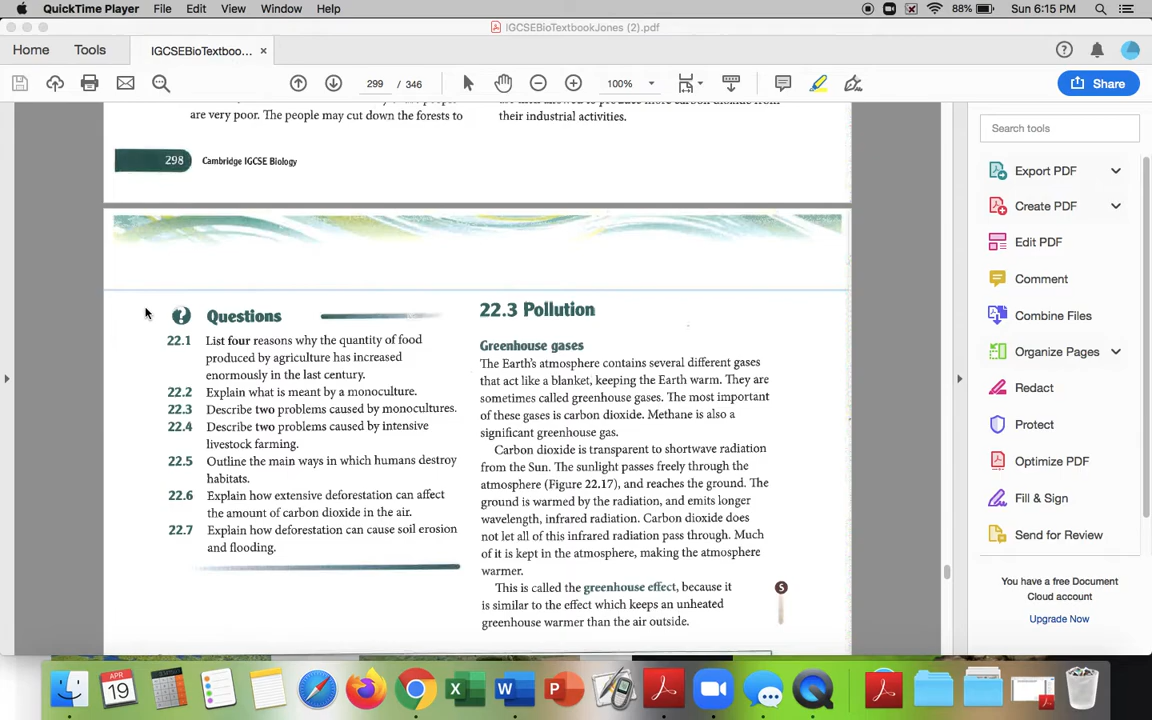 QuickTime Player File Edit View Window Help
88% Sun 6:15 PM
IGCSEBioTextbookJones (2).pdf
Home Tools IGCSEBioTextboo... ×
299 / 346 100% Share
are very poor. The people may cut down the forests to
their industrial activities.
298 Cambridge IGCSE Biology
? Questions
22.1 List four reasons why the quantity of food
produced by agriculture has increased
enormously in the last century.
22.2 Explain what is meant by a monoculture.
22.3 Describe two problems caused by monocultures.
22.4 Describe two problems caused by intensive
livestock farming.
22.5 Outline the main ways in which humans destroy
habitats.
22.6 Explain how extensive deforestation can affect
the amount of carbon dioxide in the air.
22.7 Explain how deforestation can cause soil erosion
and flooding.
22.3 Pollution
Greenhouse gases
The Earth's atmosphere contains several different gases
that act like a blanket, keeping the Earth warm. They are
sometimes called greenhouse gases. The most important
of these gases is carbon dioxide. Methane is also a
significant greenhouse gas.
Carbon dioxide is transparent to shortwave radiation
from the Sun. The sunlight passes freely through the
atmosphere (Figure 22.17), and reaches the ground. The
ground is warmed by the radiation, and emits longer
wavelength, infrared radiation. Carbon dioxide does
not let all of this infrared radiation pass through. Much
of it is kept in the atmosphere, making the atmosphere
warmer.
This is called the greenhouse effect, because it
is similar to the effect which keeps an unheated
greenhouse warmer than the air outside.
S
Search tools
Export PDF
Create PDF
Edit PDF
Comment
Combine Files
Organize Pages
Redact
Protect
Optimize PDF
Fill & Sign
Send for Review
You have a free Document
Cloud account
Upgrade Now
APR
19
X W P